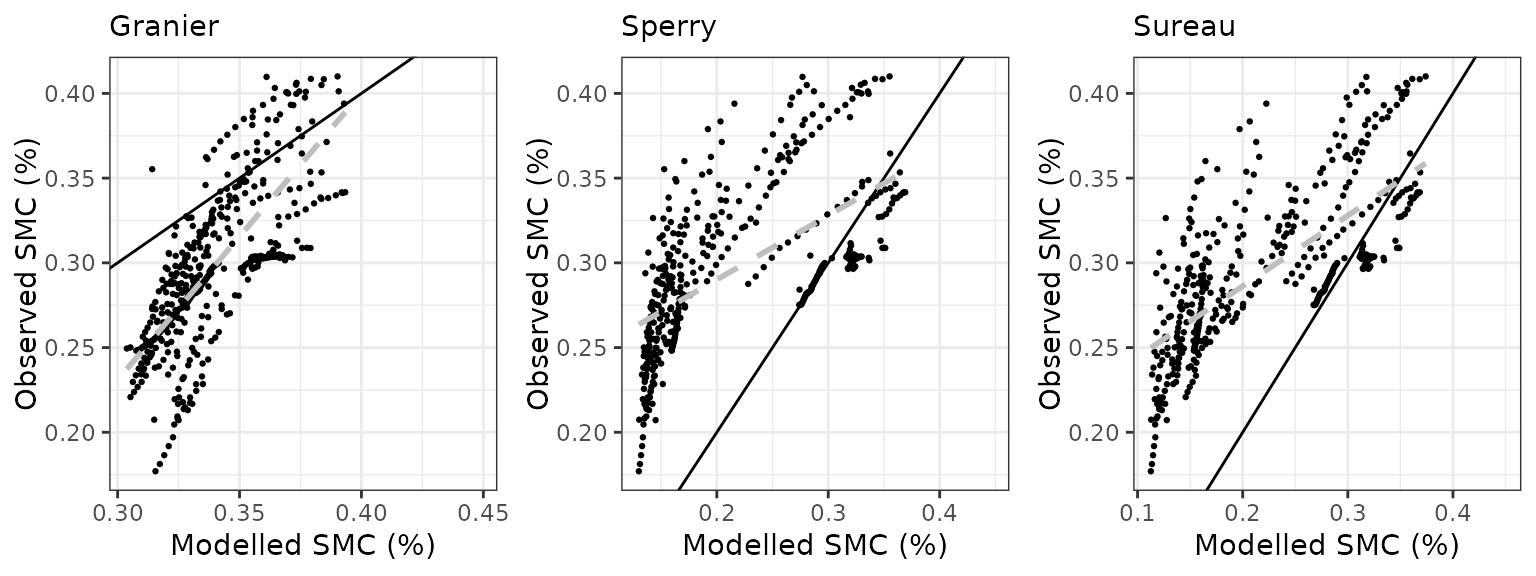 Granier
Observed SMC (%)
0.40
0.35
0.30
0.25
0.20
0.30 0.35 0.40 0.45
Modelled SMC (%)
Sperry
Observed SMC (%)
0.40
0.35
0.30
0.25
0.20
0.2 0.3 0.4
Modelled SMC (%)
Sureau
Observed SMC (%)
0.40
0.35
0.30
0.25
0.20
0.1 0.2 0.3 0.4
Modelled SMC (%)